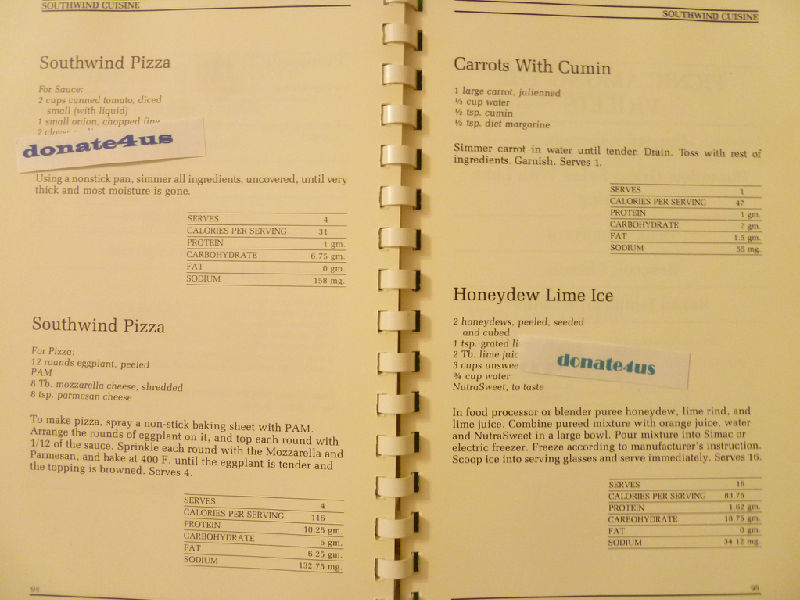 SOUTHWIND CUISINE
Southwind Pizza
For Sauce:
2 cups canned tomato, diced
small (with liquid)
1 small onion, chopped fine
donate4us
Using a nonstick pan, simmer all ingredients, uncovered, until very
thick and most moisture is gone.
SERVES 4
CALORIES PER SERVING 31
PROTEIN 1 gm.
CARBOHYDRATE 6.75 gm.
FAT 0 gm.
SODIUM 158 mg.
Southwind Pizza
For Pizza:
12 rounds eggplant, peeled
PAM
8 Tb. mozzarella cheese, shredded
8 tsp. parmesan cheese
To make pizza, spray a non-stick baking sheet with PAM.
Arrange the rounds of eggplant on it, and top each round with
1/12 of the sauce. Sprinkle each round with the Mozzarella and
Parmesan, and bake at 400 F. until the eggplant is tender and
the topping is browned. Serves 4.
SERVES 4
CALORIES PER SERVING 116
PROTEIN 10.25 gm.
CARBOHYDRATE 5 gm.
FAT 6.25 gm.
SODIUM 132.75 mg.
SOUTHWIND CUISINE
Carrots With Cumin
1 large carrot, julienned
cup water
tsp. cumin
½ tsp. diet margarine
Simmer carrot in water until tender. Drain. Toss with rest of
ingredients. Garnish. Serves 1.
SERVES 1
CALORIES PER SERVING 47
PROTEIN 1 gm.
CARBOHYDRATE 7 gm.
FAT 1.5 gm.
SODIUM 55 mg.
Honeydew Lime Ice
2 honeydews, peeled, seeded
and cubed
1 tsp. grated
2 Tb. lime
3 cups
donate4us
¾ cup water
NutraSweet, to taste
In food processor or blender puree honeydew, lime rind, and
lime juice. Combine pureed mixture with orange juice, water
and NutraSweet in a large bowl. Pour mixture into Simac or
electric freezer. Freeze according to manufacturer's instruction.
Scoop ice into serving glasses and serve immediately. Serves 16.
SERVES 16
CALORIES PER SERVING 83.75
PROTEIN 1.62 gm.
CARBOHYDRATE gm.
FAT 0 gm.
SODIUM 34.12 mg.